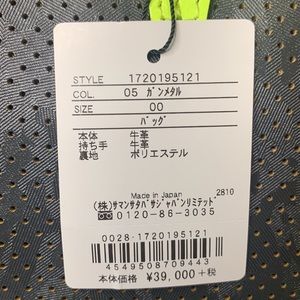 STYLE 1720195121
COL. 05 ガンメタル
SIZE 00
バッグ
本体 牛革
持ち手 牛革
裏地 ポリエステル
Made in Japan 2810
(株)サマンサタバサジャパンリミテッド
0120-86-3035
0028-1720195121
4549508709443
本体価格 ¥39,000 +税